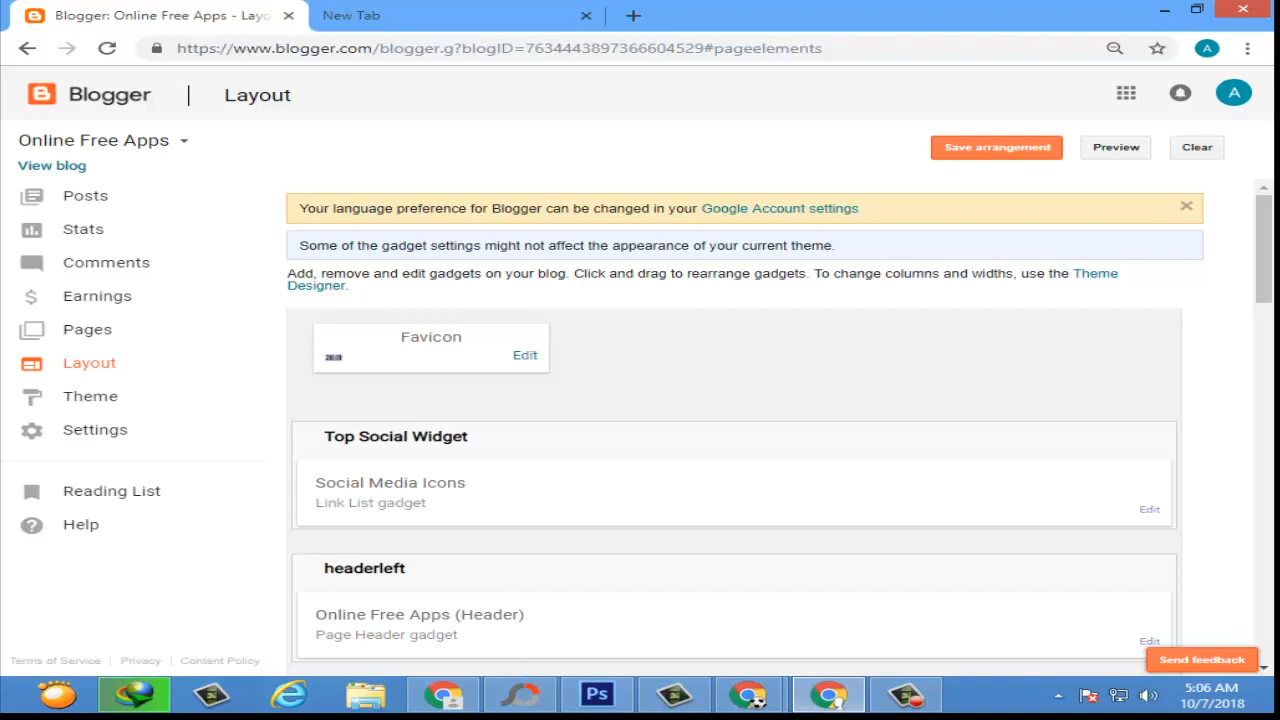 Blogger: Online Free Apps - Layo
New Tab
https://www.blogger.com/blogger.g?blogID=7634443897366604529#pageelements
A
Blogger | Layout
A
Online Free Apps
View blog
Save arrangement
Preview
Clear
Posts
Stats
Comments
Earnings
Pages
Layout
Theme
Settings
Reading List
Help
Your language preference for Blogger can be changed in your Google Account settings
Some of the gadget settings might not affect the appearance of your current theme.
Add, remove and edit gadgets on your blog. Click and drag to rearrange gadgets. To change columns and widths, use the Theme
Designer.
Favicon
Edit
Top Social Widget
Social Media Icons
Link List gadget
Edit
headerleft
Online Free Apps (Header)
Page Header gadget
Edit
Send feedback
Terms of Service | Privacy | Content Policy
Ps
5:06 AM
10/7/2018